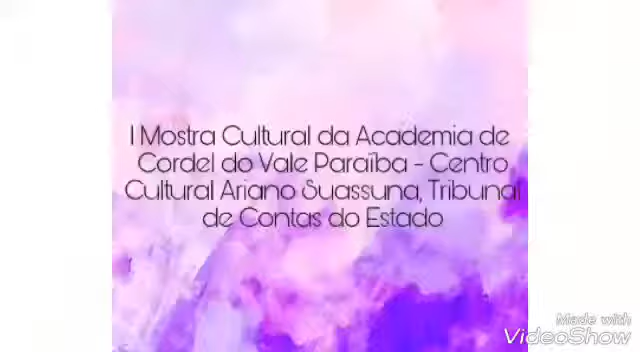 I Mostra Cultural da Academia de
Cordel do Vale Paraíba - Centro
Cultural Ariano Suassuna, Tribunal
de Contas do Estado
Made with
VideoShow